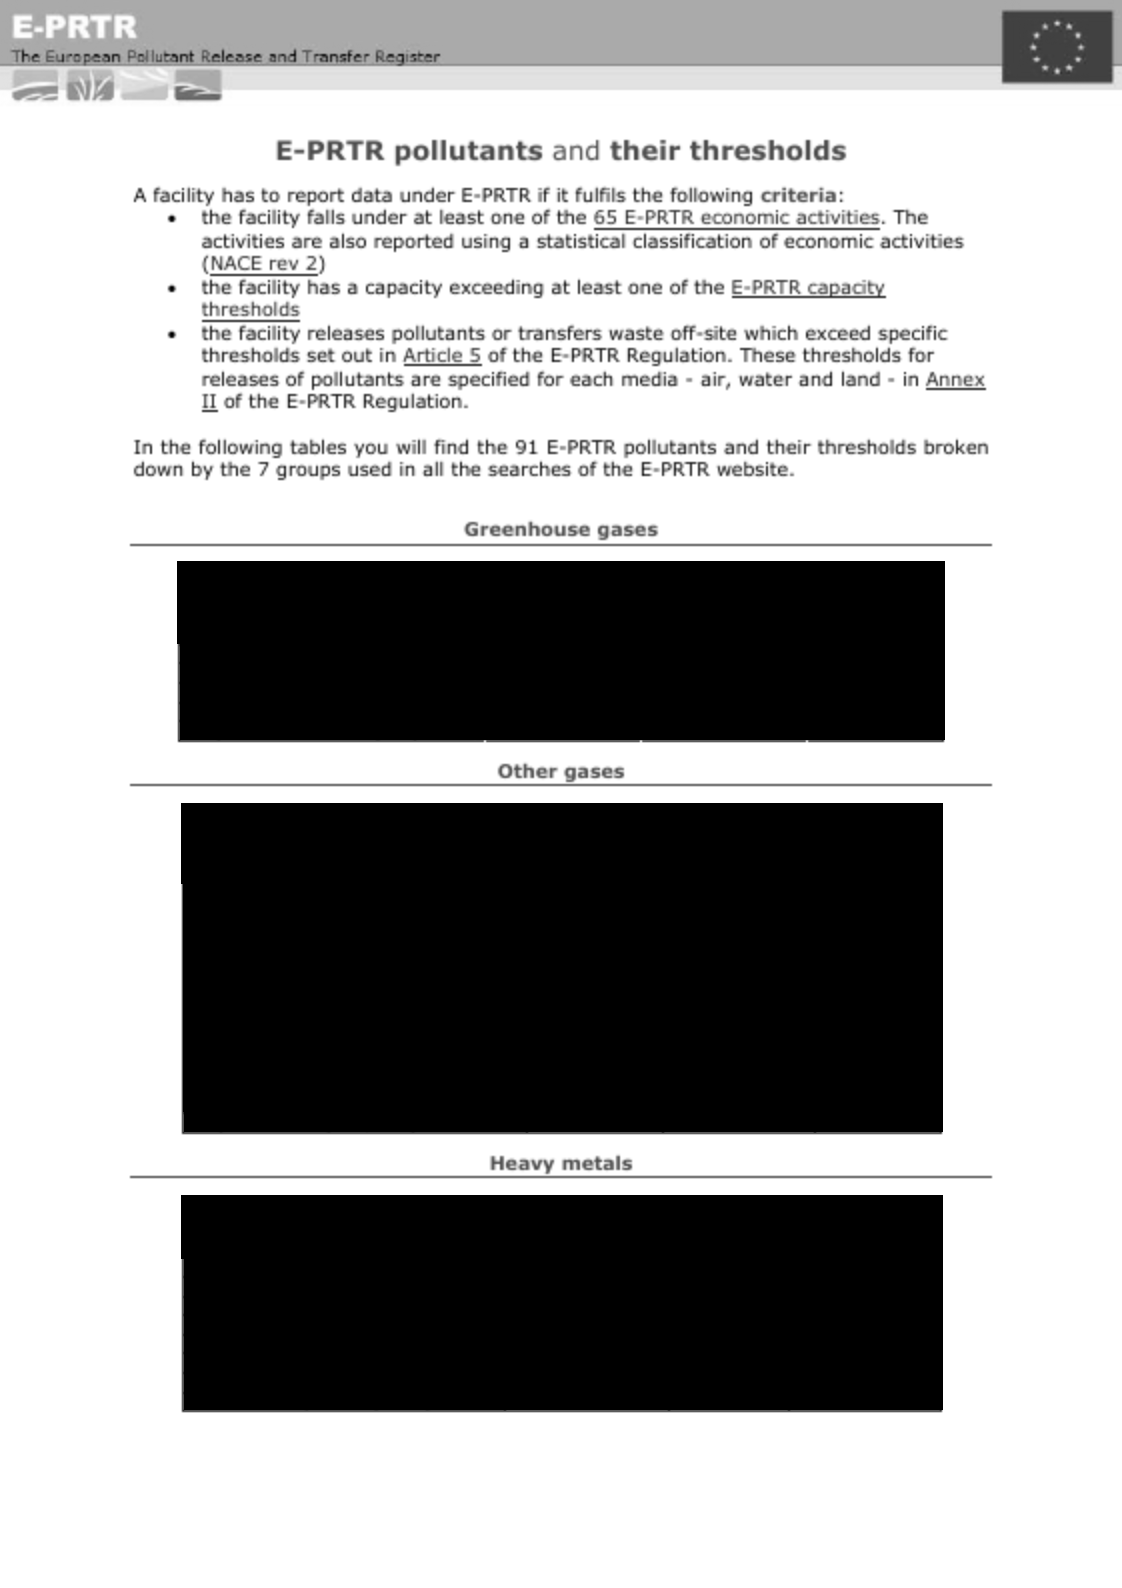 E-PRTR
The European Pollutant Release and Transfer Register
E-PRTR pollutants and their thresholds
A facility has to report data under E-PRTR if it fulfils the following criteria:
• the facility falls under at least one of the 65 E-PRTR economic activities. The
activities are also reported using a statistical classification of economic activities
(NACE rev 2)
• the facility has a capacity exceeding at least one of the E-PRTR capacity
thresholds
• the facility releases pollutants or transfers waste off-site which exceed specific
thresholds set out in Article 5 of the E-PRTR Regulation. These thresholds for
releases of pollutants are specified for each media - air, water and land - in Annex
II of the E-PRTR Regulation.
In the following tables you will find the 91 E-PRTR pollutants and their thresholds broken
down by the 7 groups used in all the searches of the E-PRTR website.
Greenhouse gases
Other gases
Heavy metals